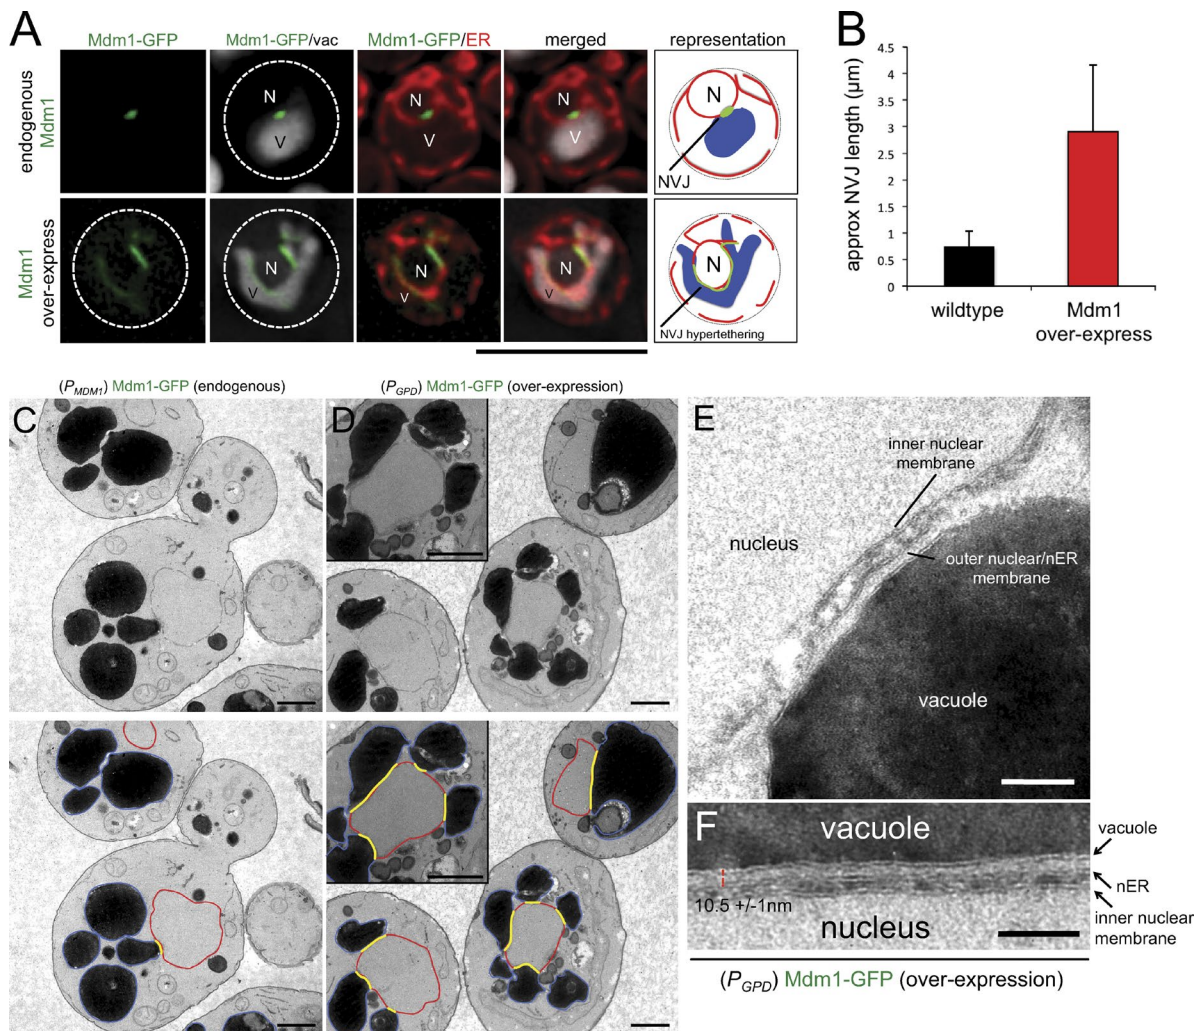 A
Mdm1-GFP
Mdm1-GFP/vac
Mdm1-GFP/ER
merged
representation
endogenous
Mdm1
N
V
N
V
N
V
N
NVJ
Mdm1
over-express
N
V
N
V
N
V
N
NVJ hypertethering
B
approx NVJ length (µm)
4.5
4
3.5
3
2.5
2
1.5
1
0.5
0
wildtype
Mdm1
over-express
(PMDM1) Mdm1-GFP (endogenous)
(PGPD) Mdm1-GFP (over-expression)
C
D
E
inner nuclear
membrane
nucleus
outer nuclear/nER
membrane
vacuole
F
vacuole
10.5 +/-1nm
nucleus
vacuole
nER
inner nuclear
membrane
(PGPD) Mdm1-GFP (over-expression)